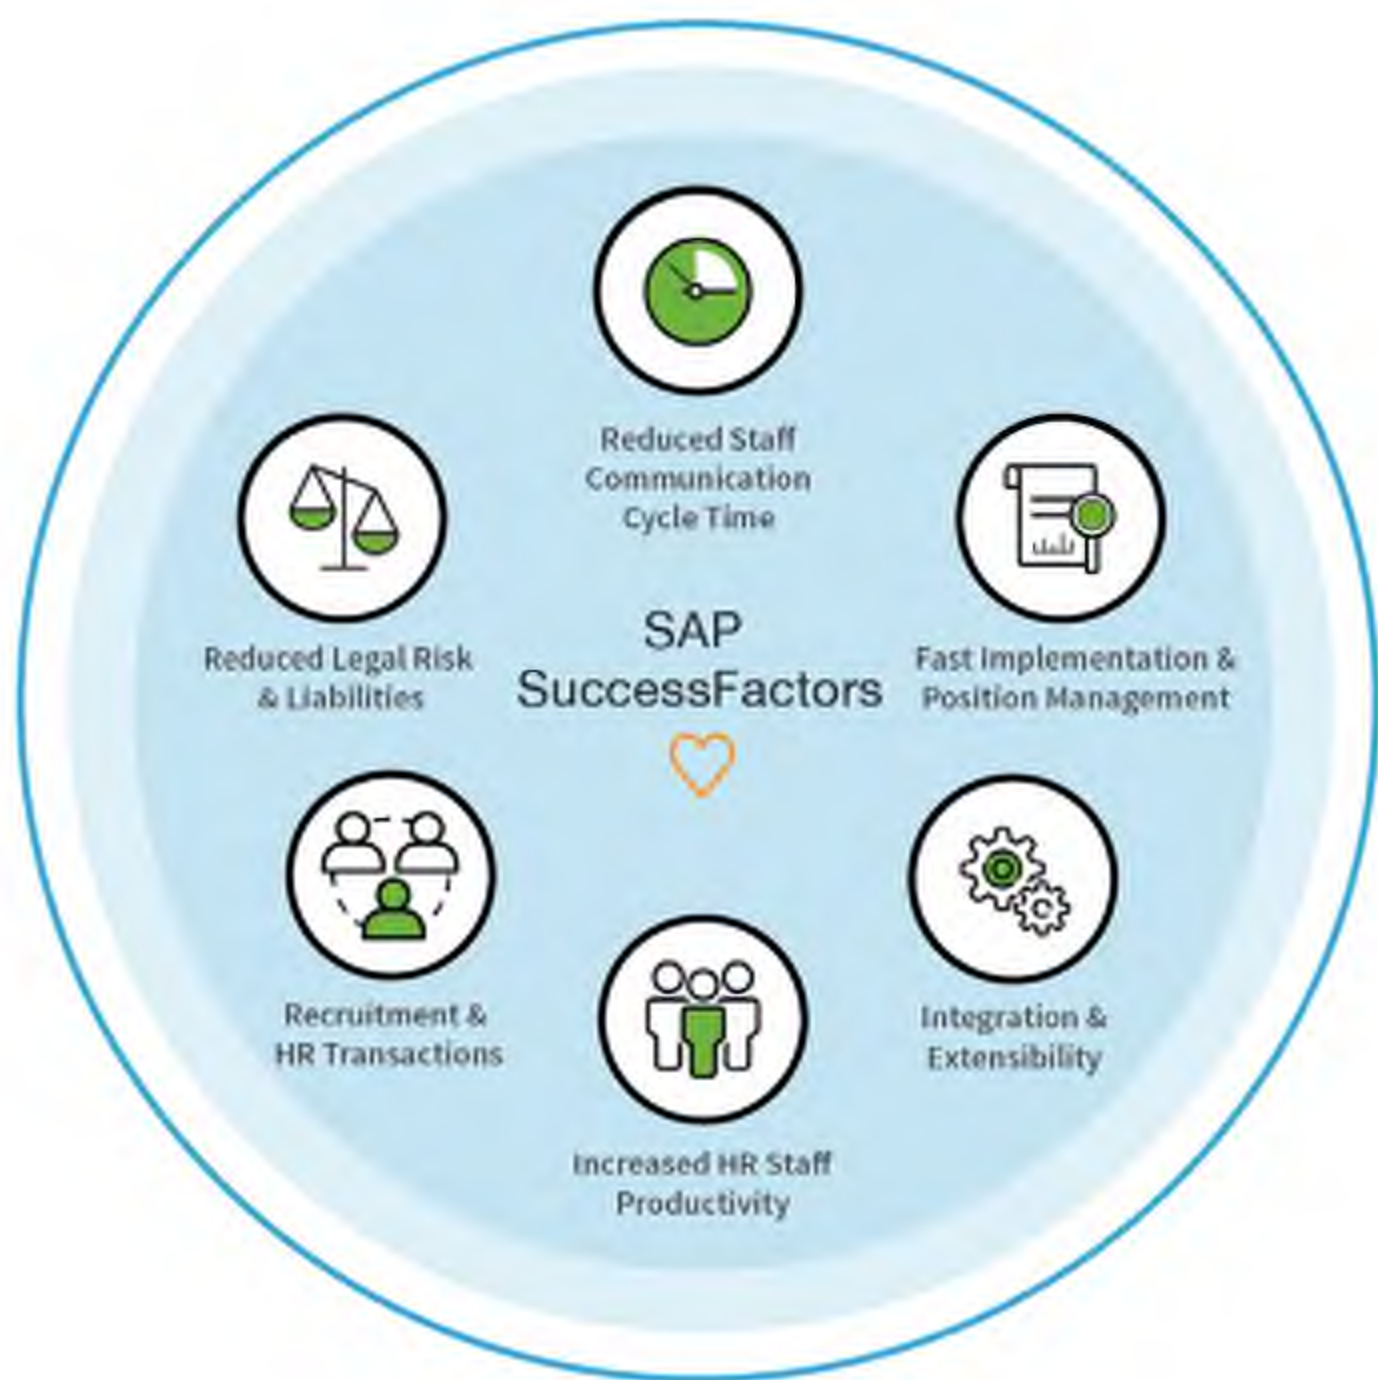 Reduced Staff
Communication
Cycle Time
Reduced Legal Risk
& Liabilities
SAP
SuccessFactors
Fast Implementation &
Position Management
Recruitment &
HR Transactions
Integration &
Extensibility
Increased HR Staff
Productivity